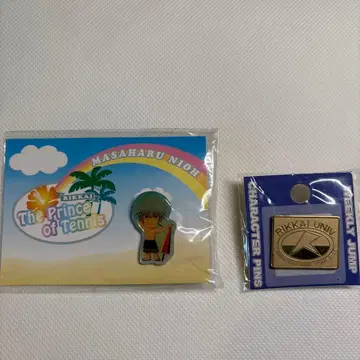 MASAHARU NIOH
RIKKAI
The Prince
of Tennis
RIKKAI UNIV
CHARACTER PINS
WEEKLY JUMP